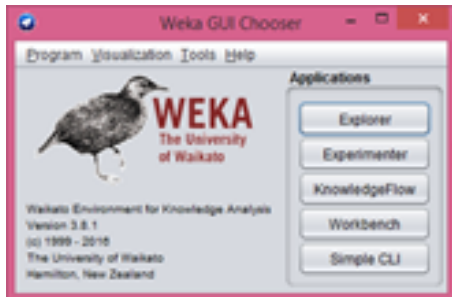 Weka GUI Chooser
Program Visualization Tools Help
Applications
WEKA
The University
of Waikato
Explorer
Experimenter
KnowledgeFlow
Workbench
Simple CLI
Waikato Environment for Knowledge Analysis
Version 3.8.1
(c) 1999 - 2016
The University of Waikato
Hamilton, New Zealand